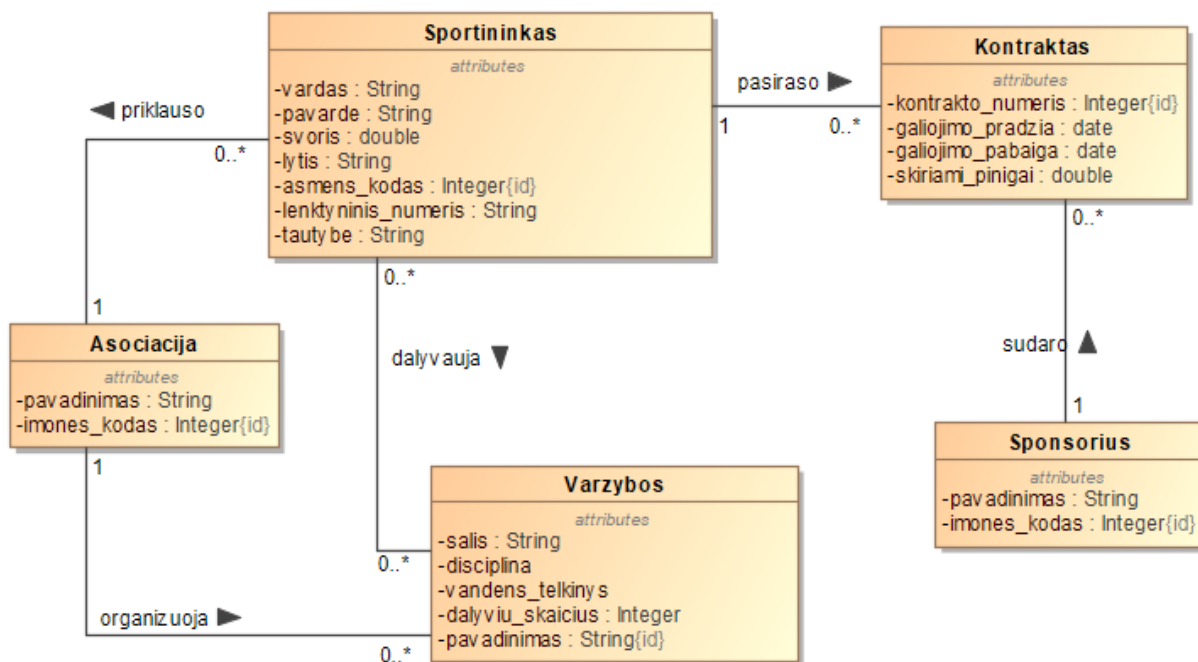 Sportininkas
attributes
-vardas : String
-pavarde : String
-svoris : double
-lytis : String
-asmens_kodas : Integer{id}
-lenktyninis_numeris : String
-tautybe : String
Kontraktas
attributes
-kontrakto_numeris : Integer{id}
-galiojimo_pradzia : date
-galiojimo_pabaiga : date
-skiriami_pinigai : double
pasiraso
1
0..*
priklauso
0..*
1
0..*
0..*
Asociacija
attributes
-pavadinimas : String
-imones_kodas : Integer{id}
dalyvauja
sudaro
1
1
Sponsorius
attributes
-pavadinimas : String
-imones_kodas : Integer{id}
Varzybos
attributes
-salis : String
-disciplina
-vandens_telkinys
-dalyviu_skaicius : Integer
-pavadinimas : String{id}
0..*
organizuoja
0..*